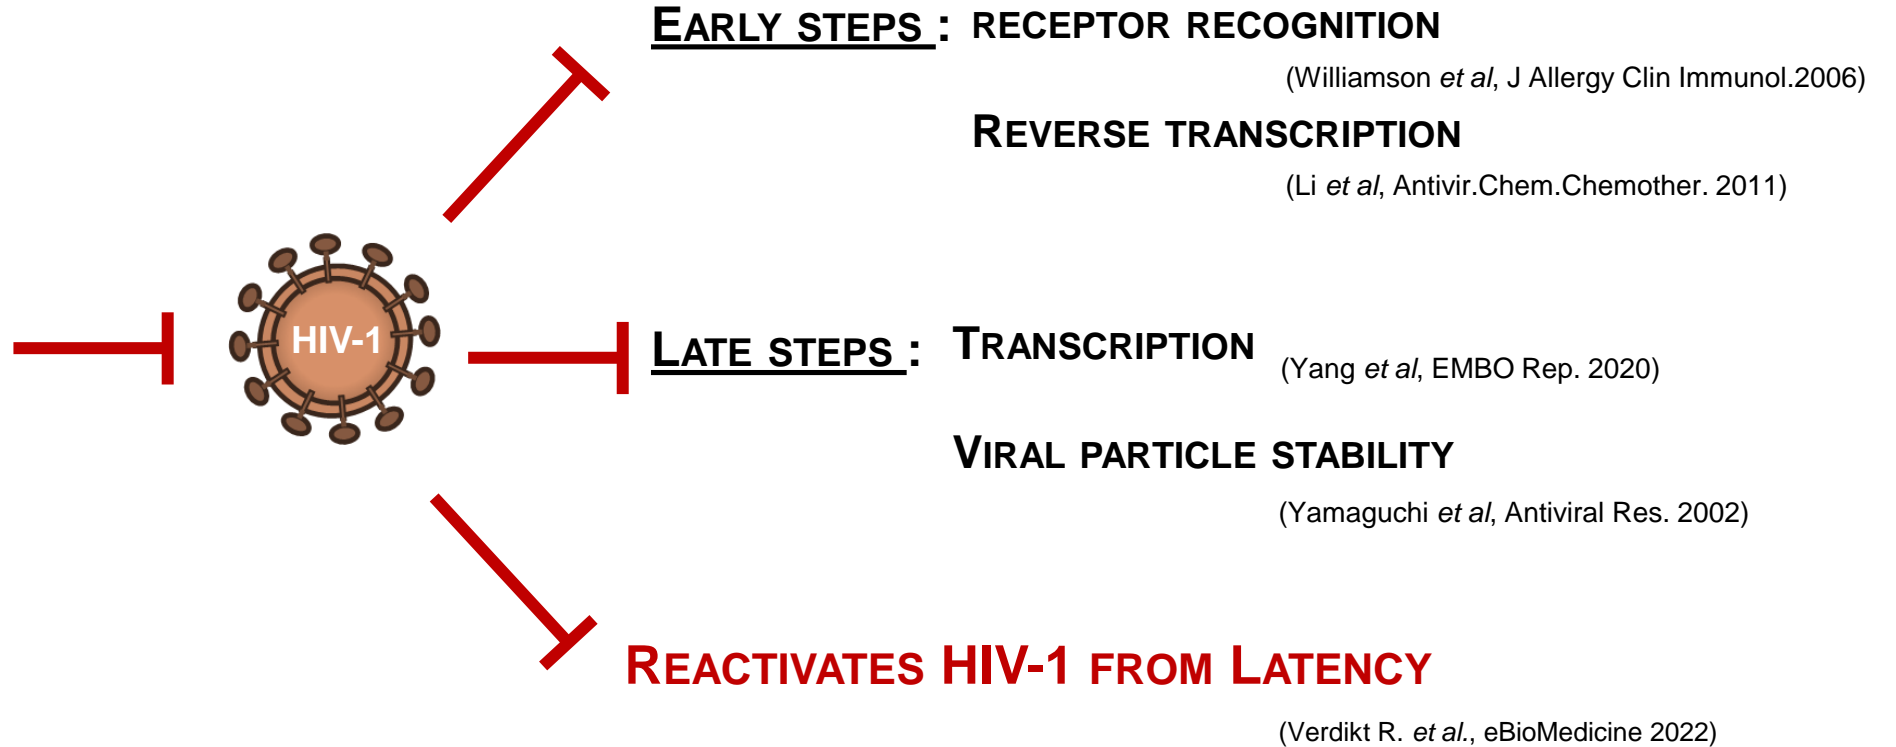 EARLY STEPS : RECEPTOR RECOGNITION
(Williamson et al, J Allergy Clin Immunol.2006)
REVERSE TRANSCRIPTION
(Li et al, Antivir.Chem.Chemother. 2011)
HIV-1
LATE STEPS : TRANSCRIPTION (Yang et al, EMBO Rep. 2020)
VIRAL PARTICLE STABILITY
(Yamaguchi et al, Antiviral Res. 2002)
REACTIVATES HIV-1 FROM LATENCY
(Verdikt R. et al., eBioMedicine 2022)